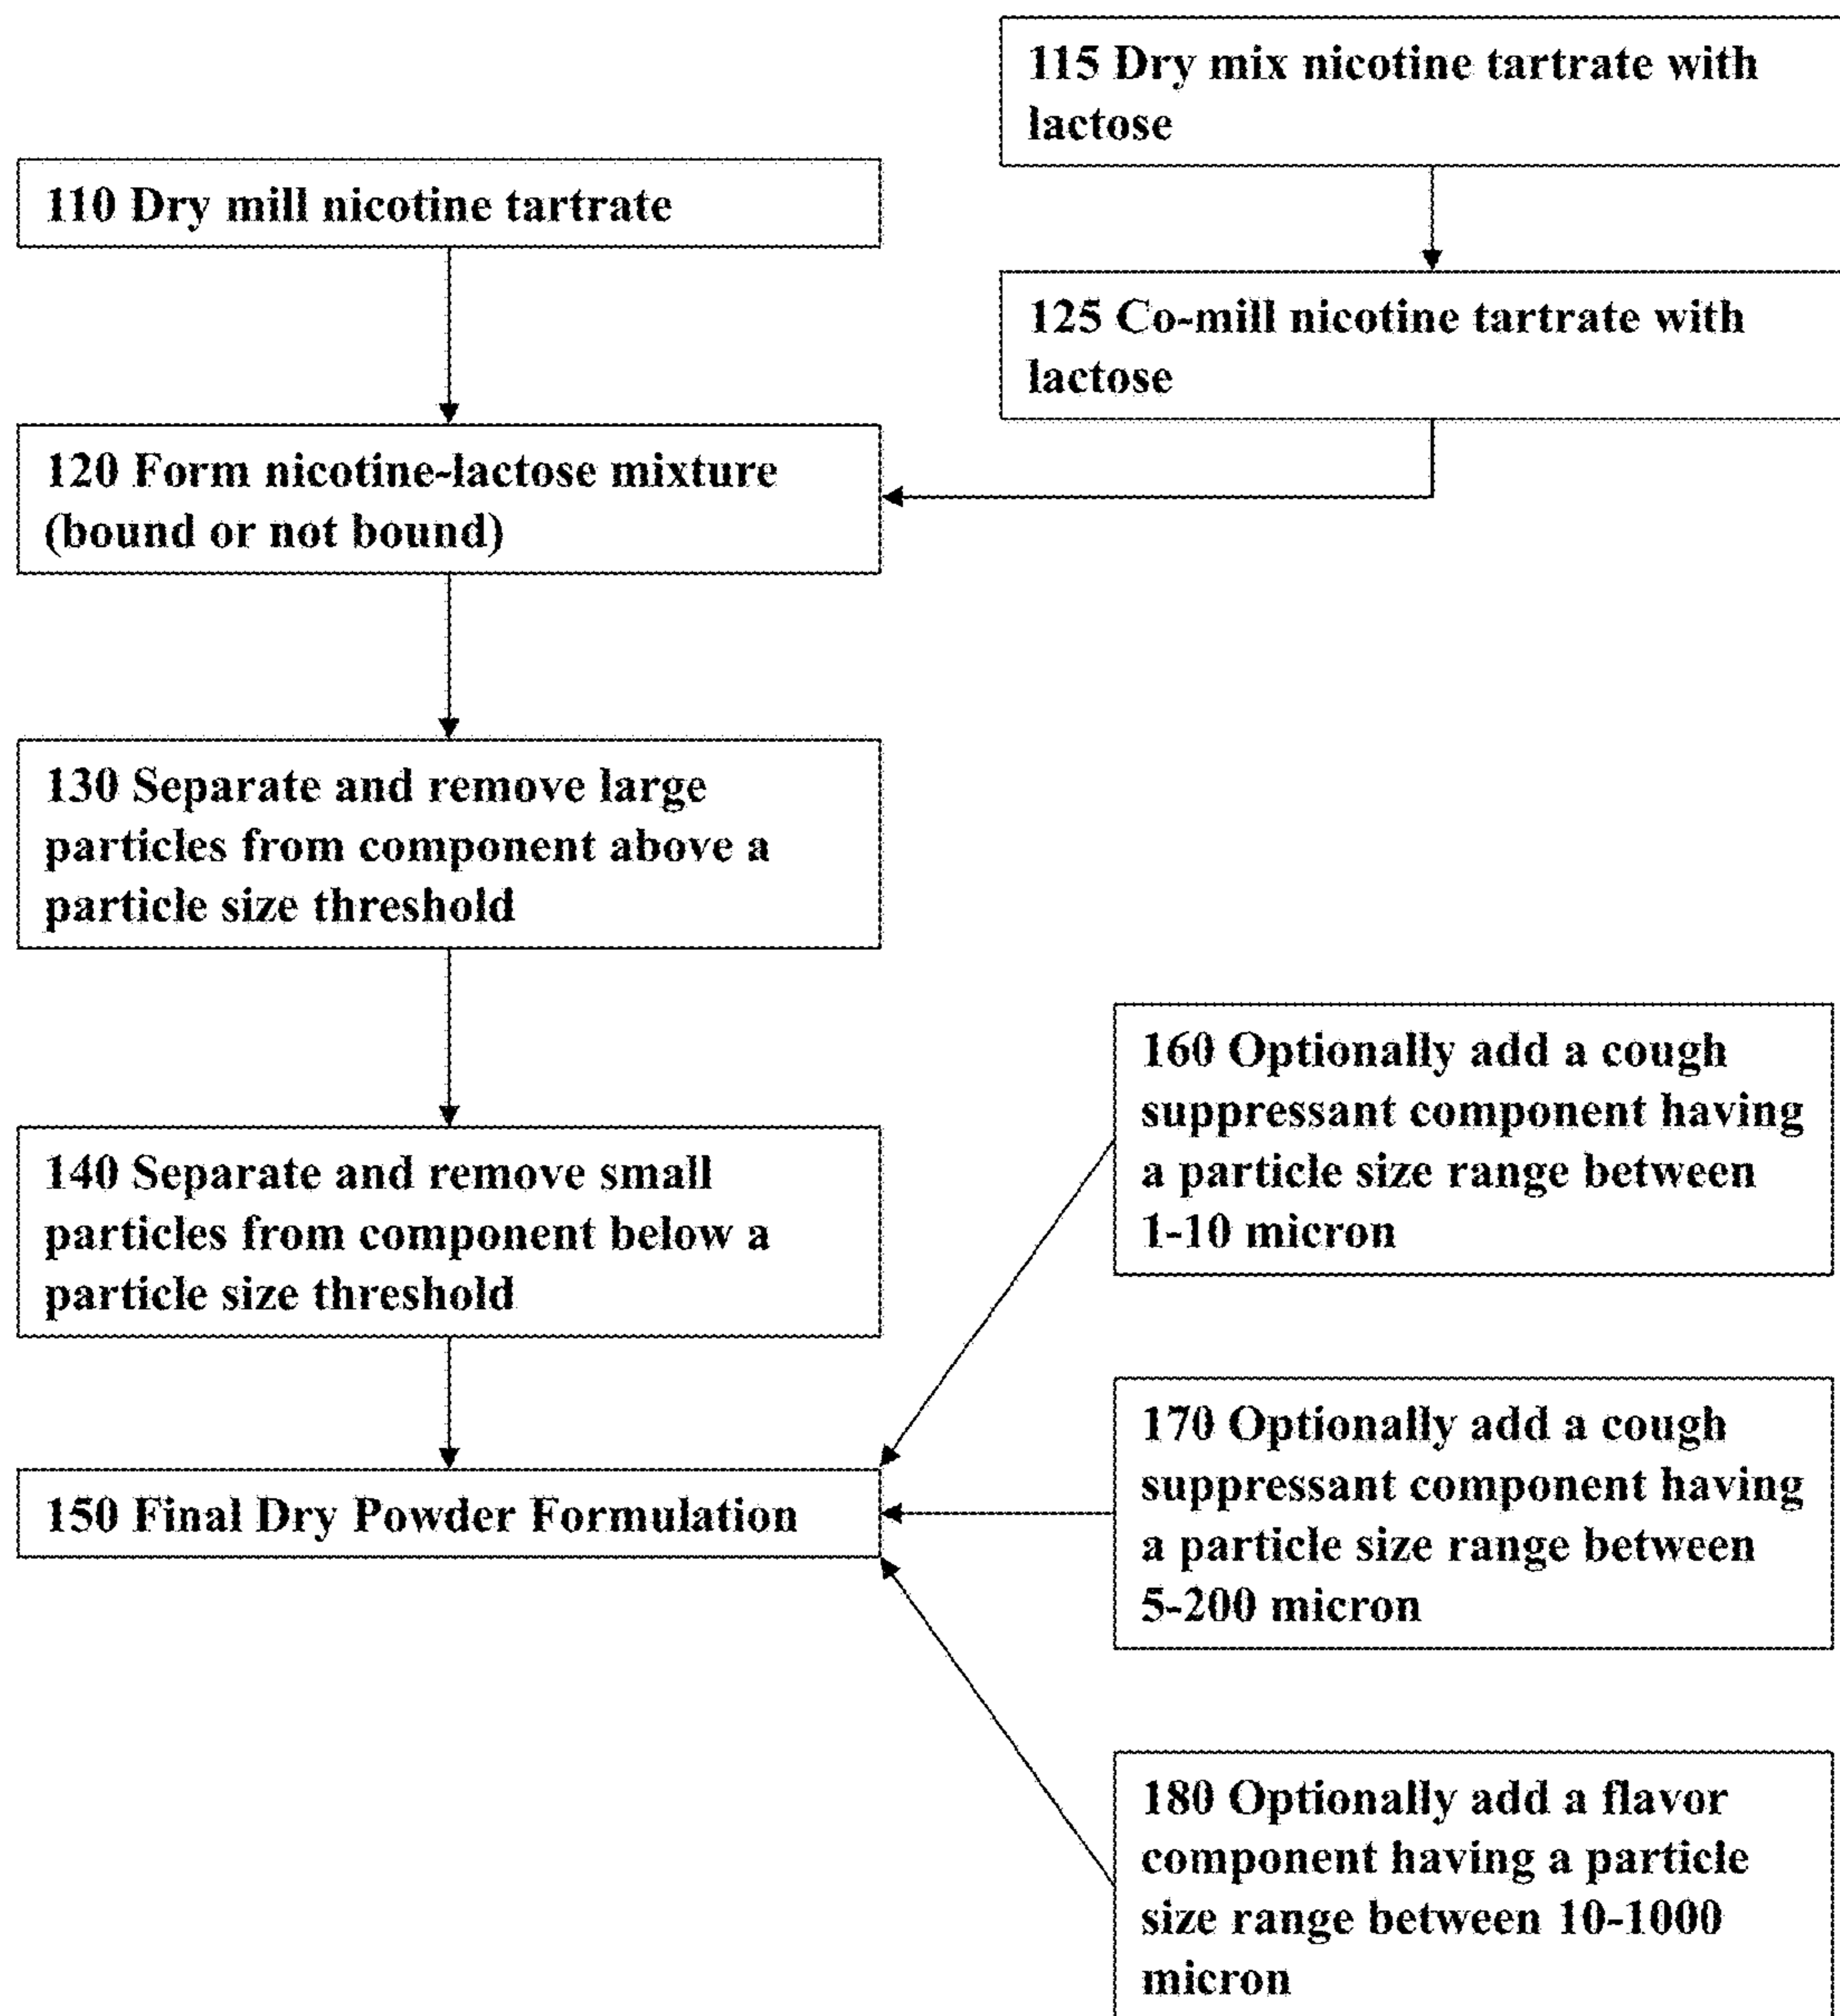 115 Dry mix nicotine tartrate with
lactose
110 Dry mill nicotine tartrate
125 Co-mill nicotine tartrate with
lactose
120 Form nicotine-lactose mixture
(bound or not bound)
130 Separate and remove large
particles from component above a
particle size threshold
140 Separate and remove small
particles from component below a
particle size threshold
150 Final Dry Powder Formulation
160 Optionally add a cough
suppressant component having
a particle size range between
1-10 micron
170 Optionally add a cough
suppressant component having
a particle size range between
5-200 micron
180 Optionally add a flavor
component having a particle
size range between 10-1000
micron